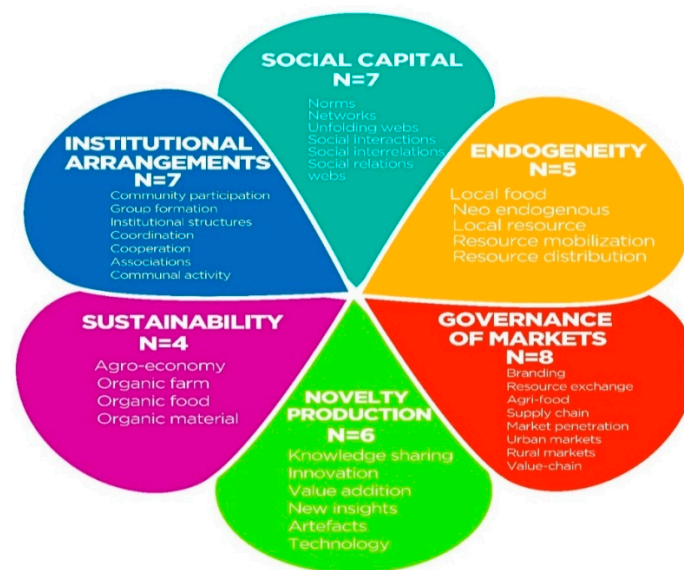 SOCIAL CAPITAL
N=7
Norms
Networks
Unfolding webs
Social interactions
Social interrelations
Social relations
webs
ENDOGENEITY
N=5
Local food
Neo endogenous
Local resource
Resource mobilization
Resource distribution
GOVERNANCE
OF MARKETS
N=8
Branding
Resource exchange
Agri-food
Supply chain
Market penetration
Urban markets
Rural markets
Value-chain
NOVELTY
PRODUCTION
N=6
Knowledge sharing
Innovation
Value addition
New insights
Artefacts
Technology
SUSTAINABILITY
N=4
Agro-economy
Organic farm
Organic food
Organic material
INSTITUTIONAL
ARRANGEMENTS
N=7
Community participation
Group formation
Institutional structures
Coordination
Cooperation
Associations
Communal activity